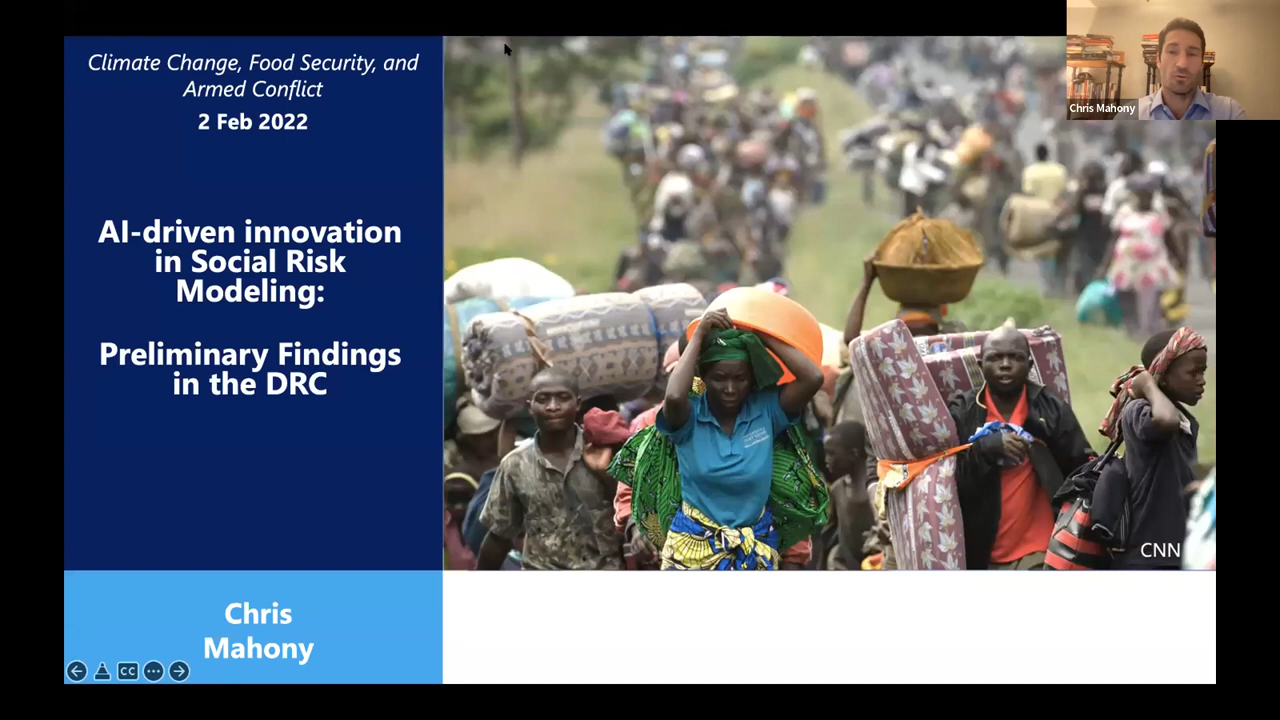 Climate Change, Food Security, and
Armed Conflict
2 Feb 2022
AI-driven innovation
in Social Risk
Modeling:
Preliminary Findings
in the DRC
Chris
Mahony
CNN
Chris Mahony
CC